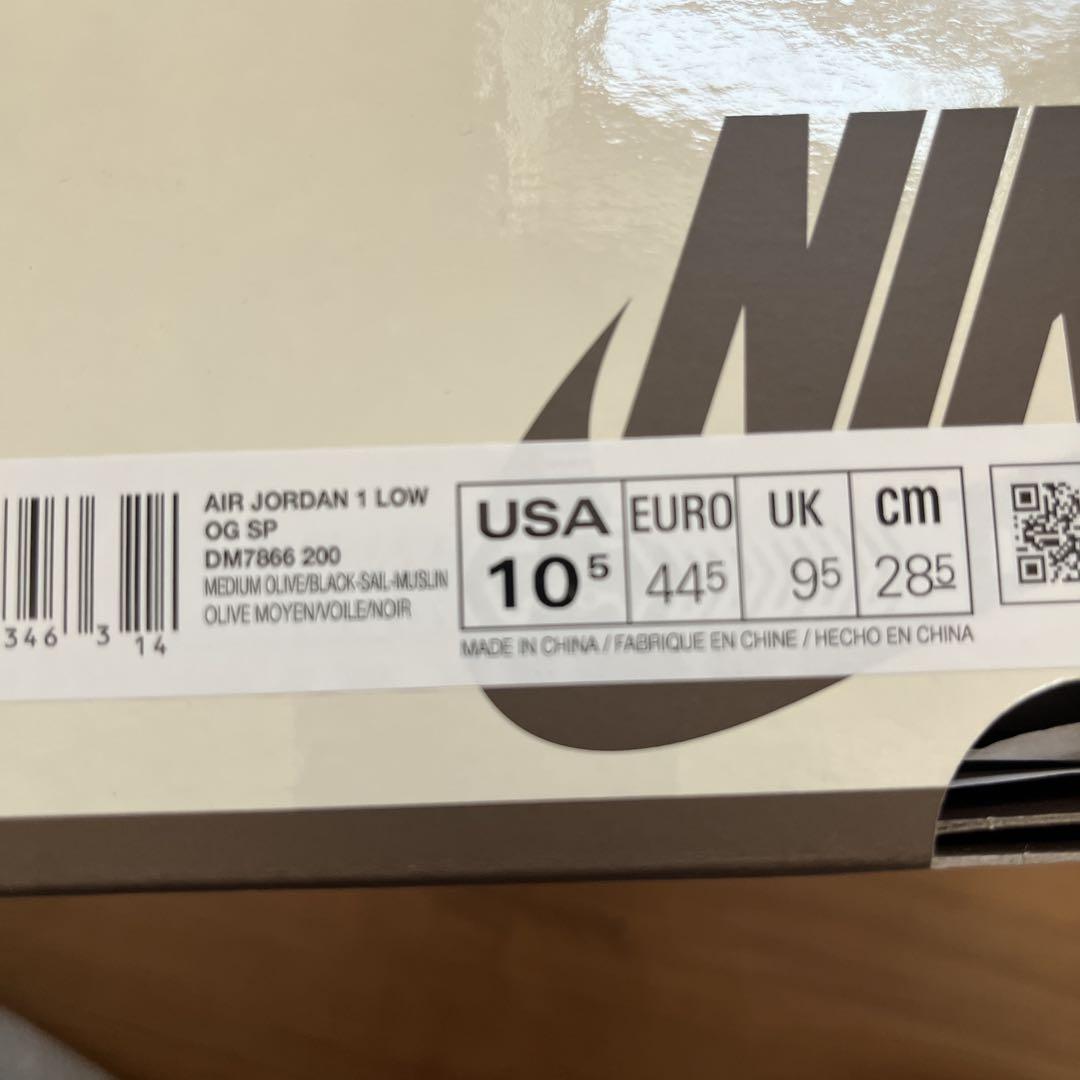 NI
346 3 14
AIR JORDAN 1 LOW
OG SP
DM7866 200
MEDIUM OLIVE/BLACK-SAIL-MUSLIN
OLIVE MOYEN/VOILE/NOIR
USA EURO UK cm
10⁵ 44⁵ 9⁵ 28⁵
MADE IN CHINA / FABRIQUE EN CHINE / HECHO EN CHINA